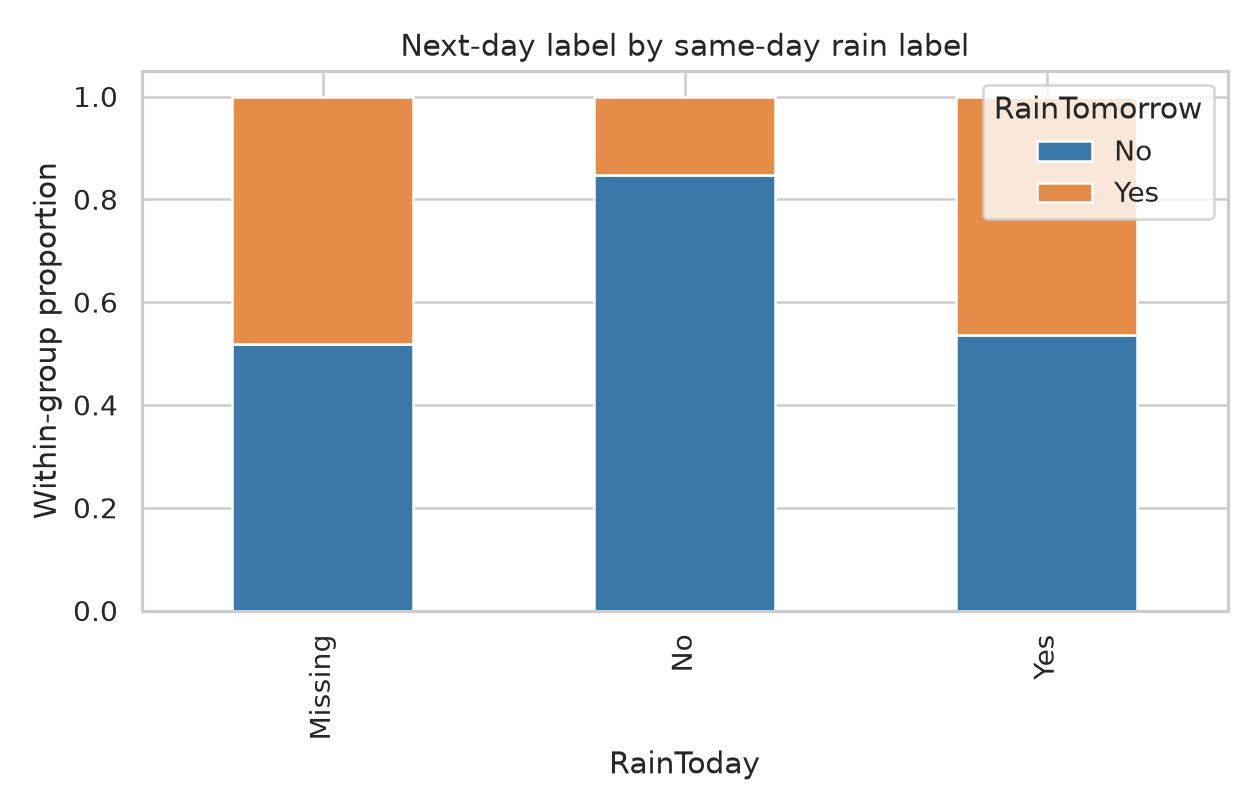 Next-day label by same-day rain label
Within-group proportion
1.0
0.8
0.6
0.4
0.2
0.0
RainTomorrow
No
Yes
Missing
No
Yes
RainToday